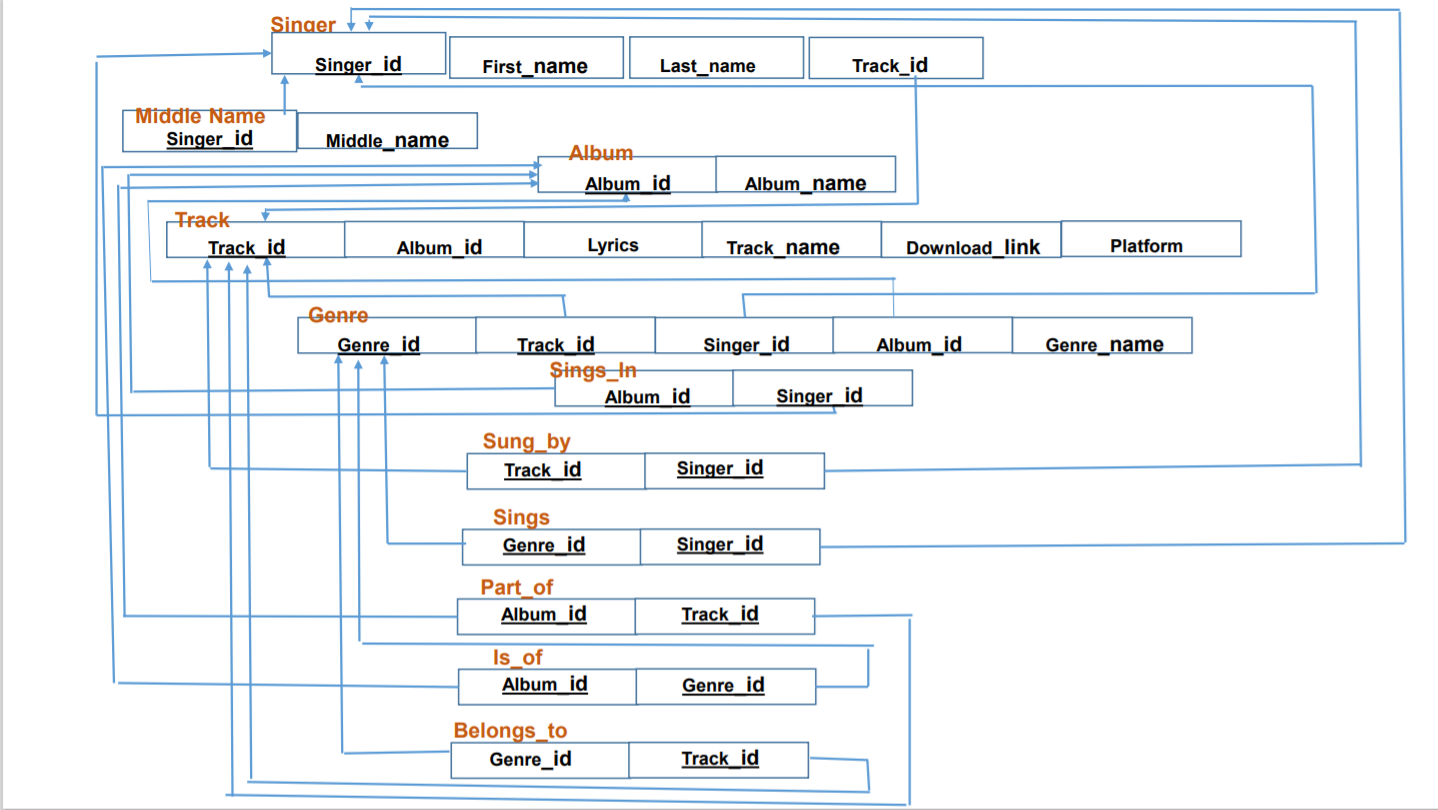 Singer
Singer_id First_name Last_name Track_id
Middle Name
Singer_id Middle_name
Album
Album_id Album_name
Track
Track_id Album_id Lyrics Track_name Download_link Platform
Genre
Genre_id Track_id Singer_id Album_id Genre_name
Sings_In
Album_id Singer_id
Sung_by
Track_id Singer_id
Sings
Genre_id Singer_id
Part_of
Album_id Track_id
Is_of
Album_id Genre_id
Belongs_to
Genre_id Track_id